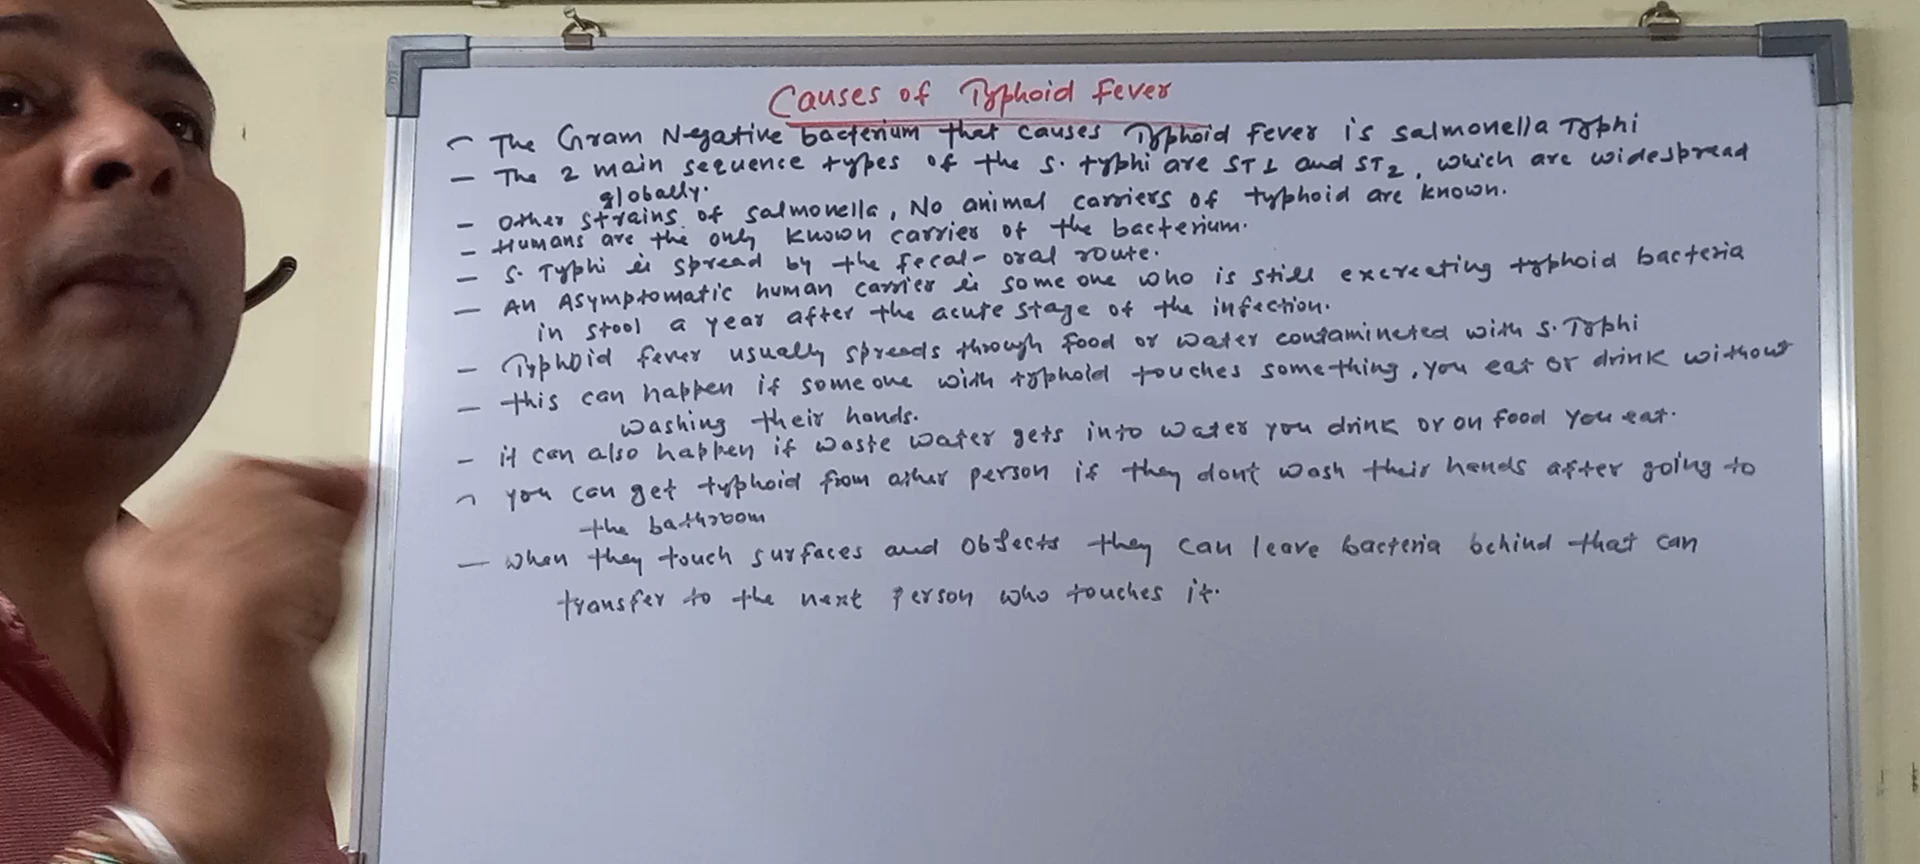 Causes of Typhoid Fever
- The Gram Negative bacterium that causes Typhoid Fever is Salmonella Typhi
- The 2 main sequence types of the S. typhi are ST1 and ST2, which are widespread
globally.
- Other strains of salmonella, No animal carriers of typhoid are known.
- Humans are the only known carrier of the bacterium.
- S. Typhi is spread by the fecal-oral route.
- An Asymptomatic human carrier is some one who is still excreating typhoid bacteria
in stool a year after the acute stage of the infection.
- Typhoid fever usually spreads through food or water contamineted with S. Typhi
- this can happen if some one with typhoid touches something, you eat or drink without
washing their hands.
- it can also happen if waste water gets into water you drink or on food you eat.
- you can get typhoid from other person if they dont wash their hands after going to
the bathroom
- when they touch surfaces and objects they can leave bacteria behind that can
transfer to the next person who touches it.